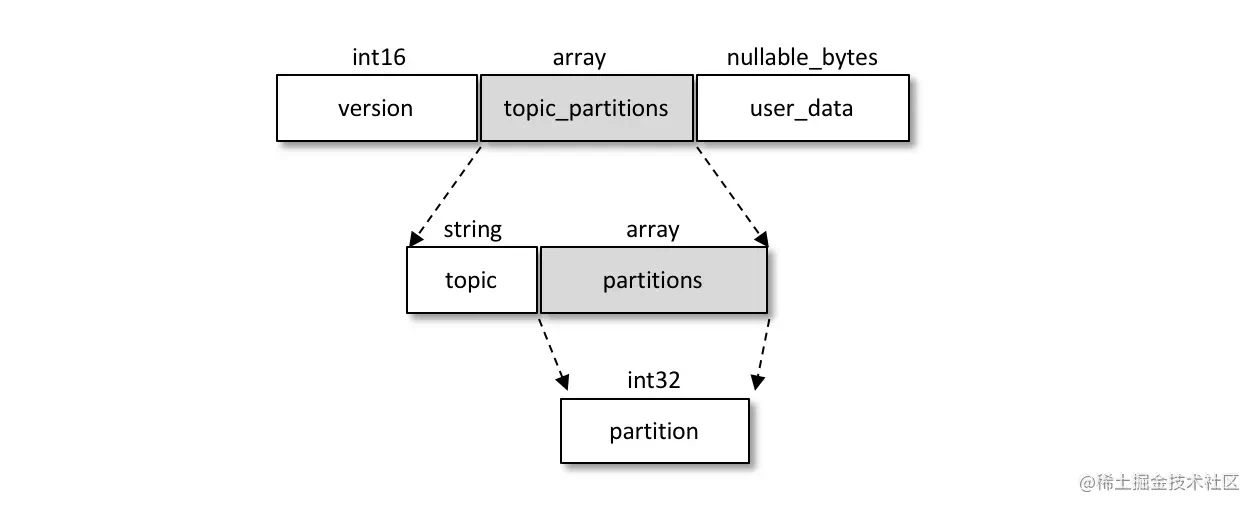 int16 array nullable_bytes
version topic_partitions user_data
string array
topic partitions
int32
partition
@稀土掘金技术社区